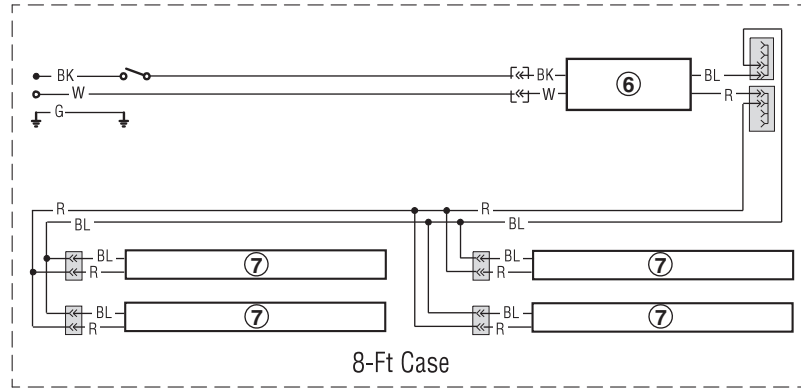 BK BK BL
6
W W R
G
R R
BL BL
BL 7 BL 7
R R
BL 7 BL 7
R R
8-Ft Case